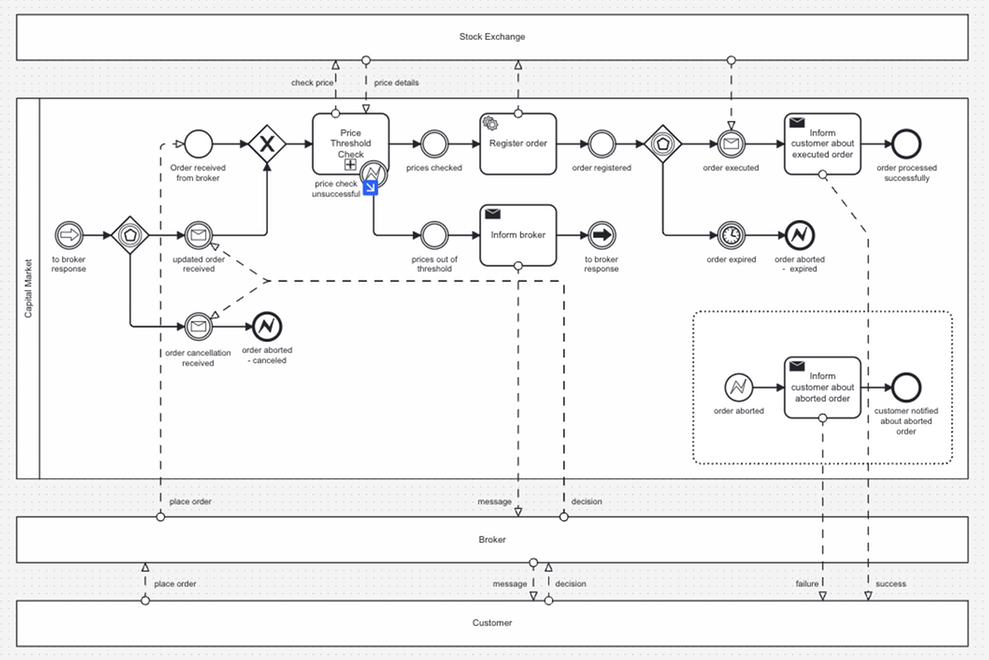 Stock Exchange
check price
price details
Capital Market
Order received
from broker
Price
Threshold
Check
price check
unsuccessful
prices checked
Register order
order registered
order executed
Inform
customer about
executed order
order processed
successfully
to broker
response
updated order
received
prices out of
threshold
Inform broker
to broker
response
order expired
order aborted
- expired
order cancellation
received
order aborted
- canceled
order aborted
Inform
customer about
aborted order
customer notified
about aborted
order
place order
message
decision
Broker
place order
message
decision
failure
success
Customer